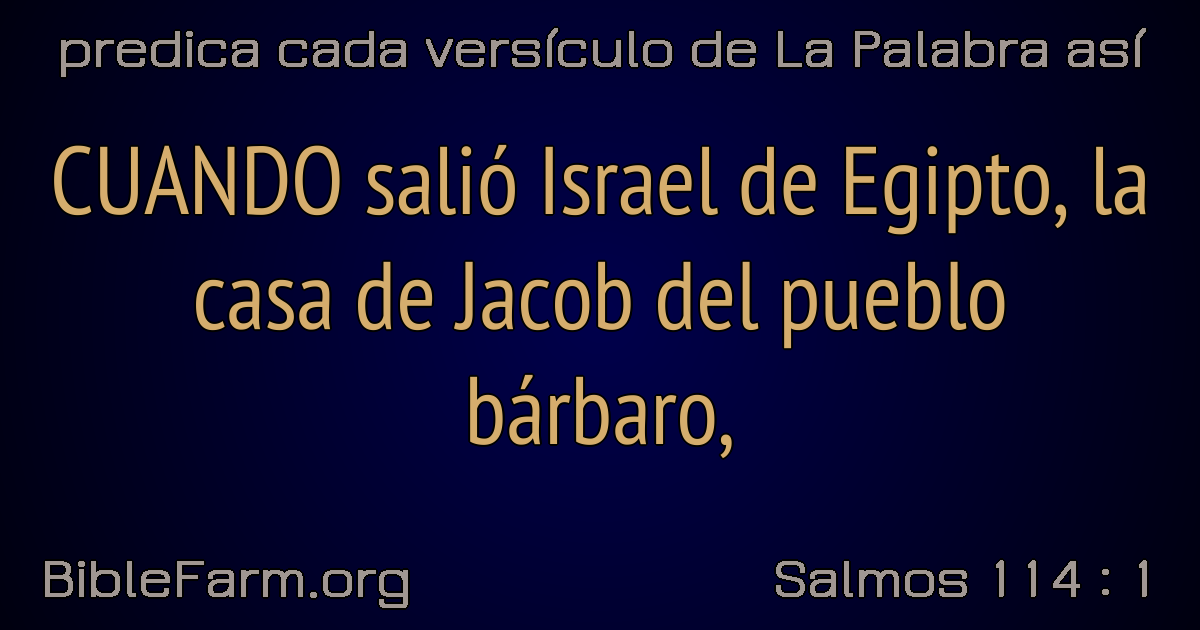 predica cada versículo de La Palabra así
CUANDO salió Israel de Egipto, la
casa de Jacob del pueblo
bárbaro,
BibleFarm.org
Salmos 114 : 1